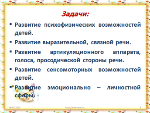 Задачи:
Развитие психофизических возможностей
детей.
Развитие выразительной, связной речи.
Развитие артикуляционного аппарата,
голоса, просодической стороны речи.
Развитие сенсомоторных возможностей
детей.
Развитие эмоционально – личностной
сферы.